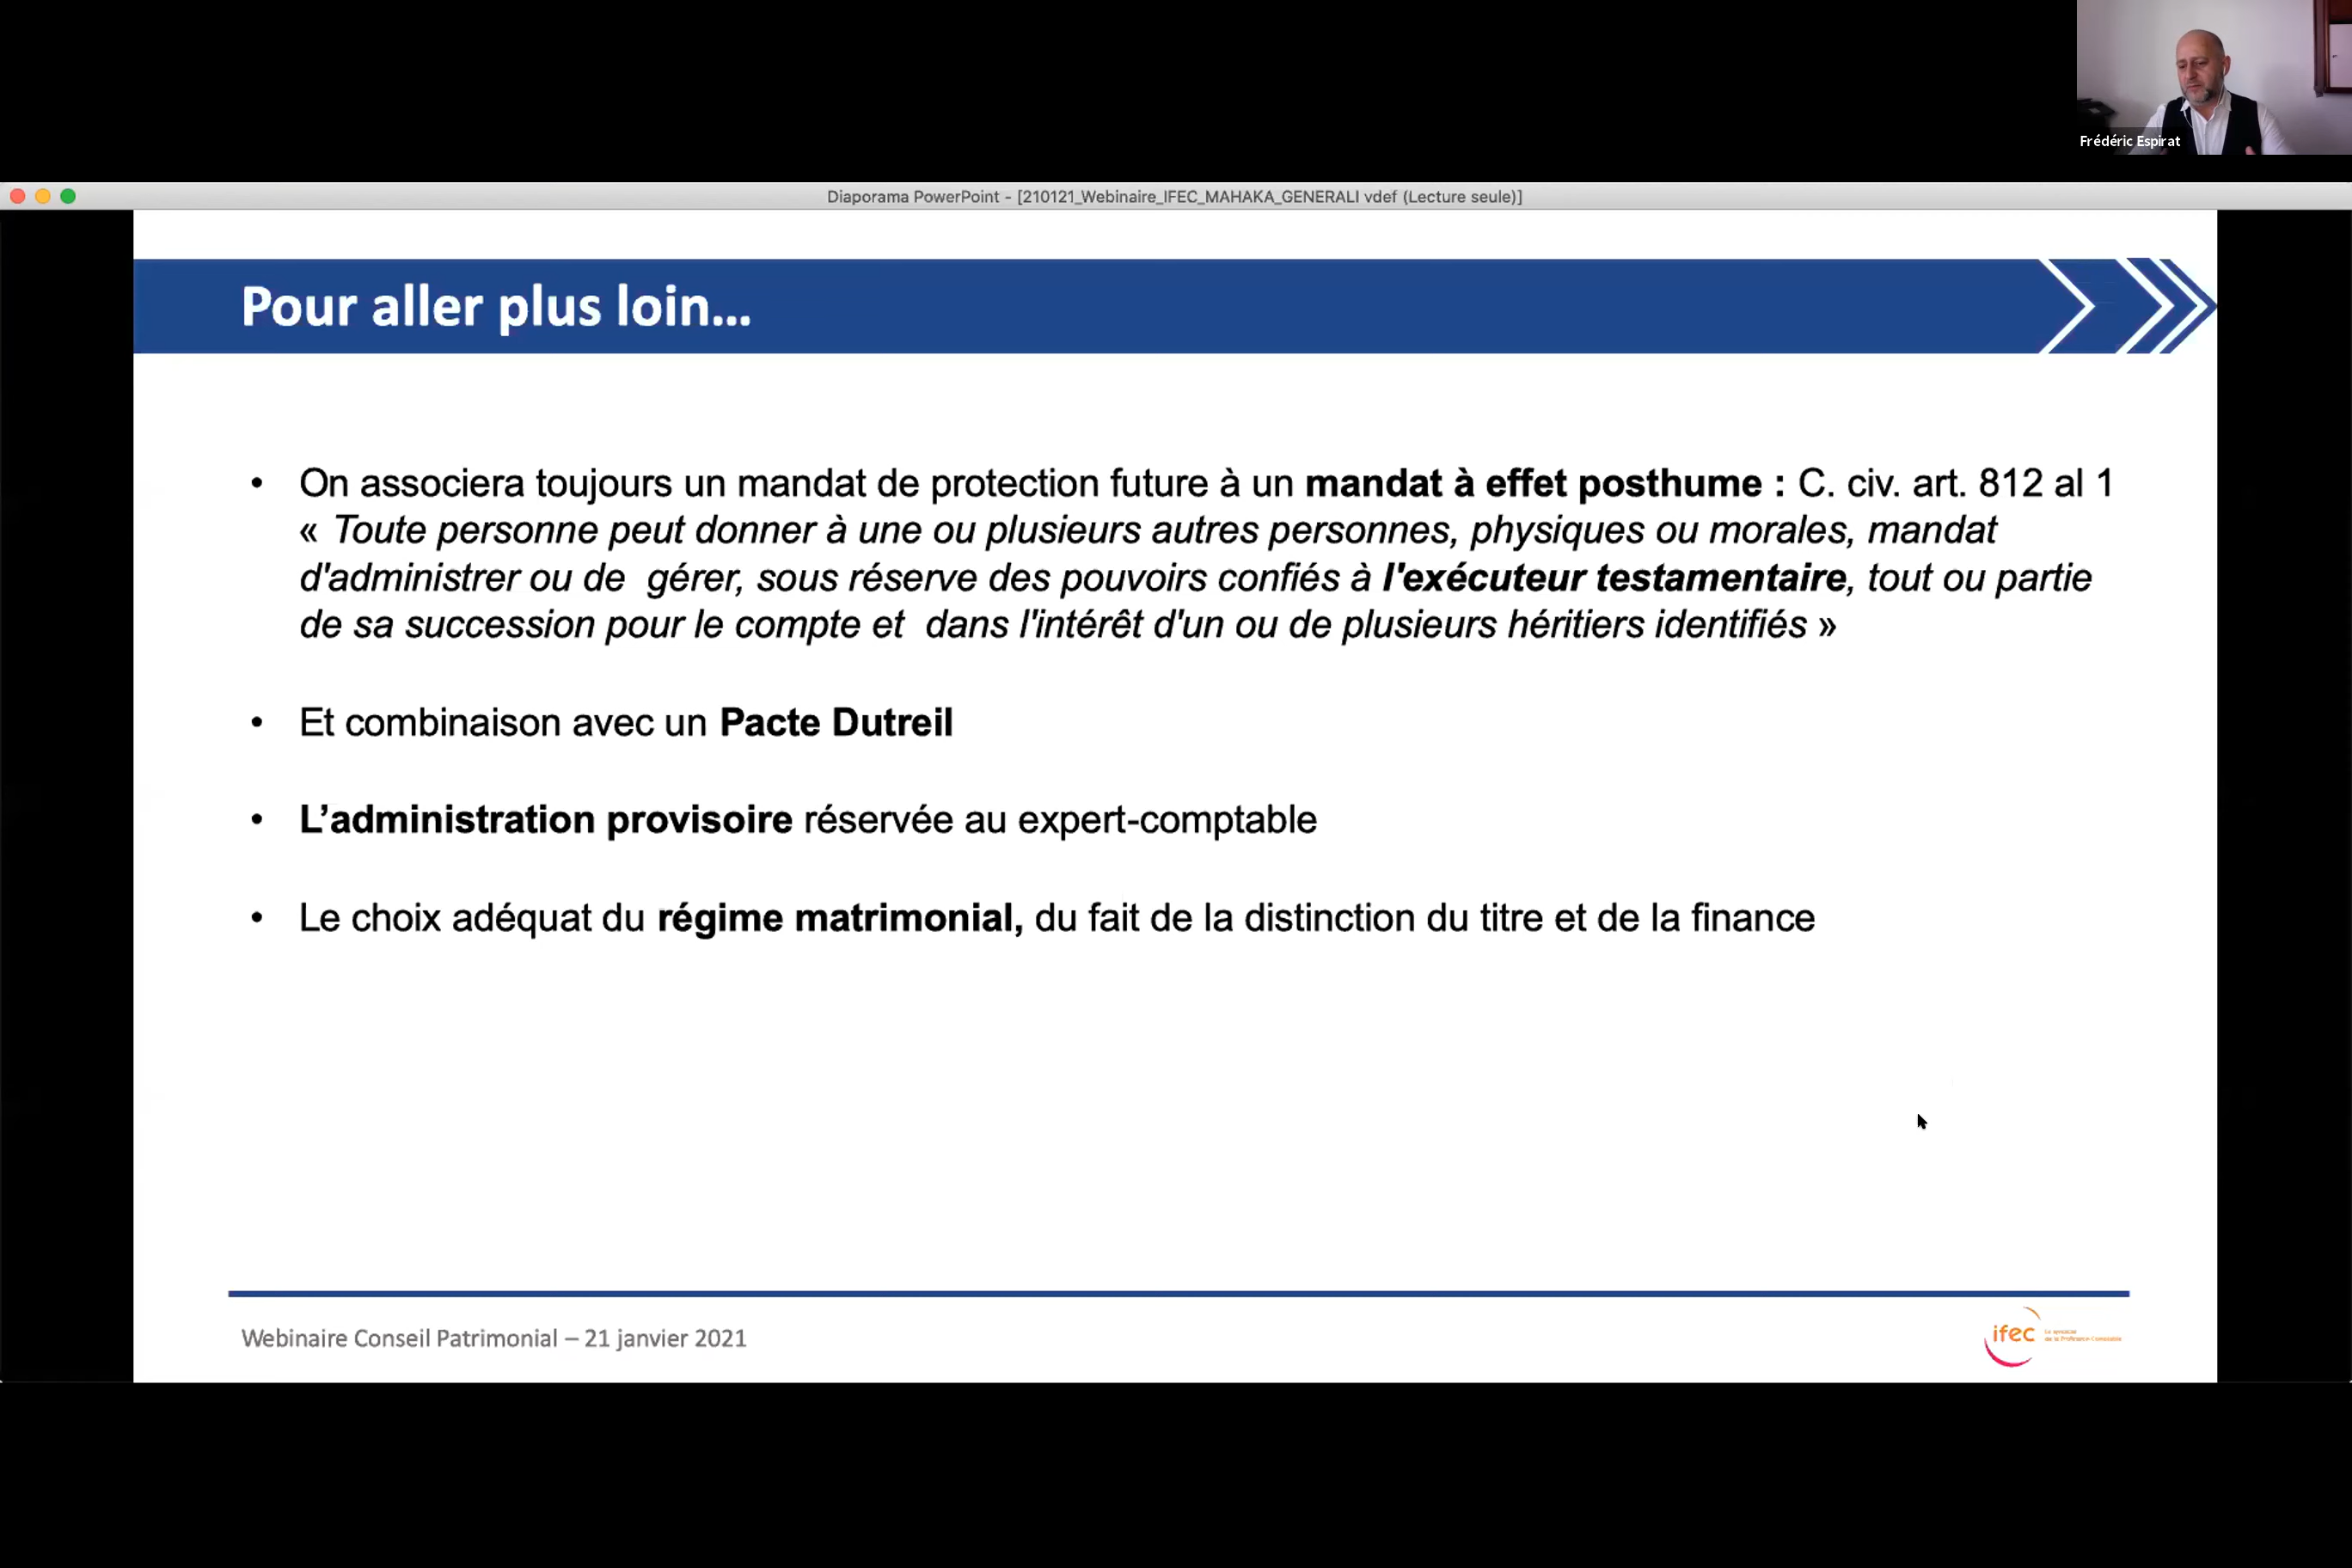 Frédéric Espirat
Diaporama PowerPoint - [210121_Webinaire_IFEC_MAHAKA_GENERALI vdef (Lecture seule)]
Pour aller plus loin...
• On associera toujours un mandat de protection future à un mandat à effet posthume : C. civ. art. 812 al 1
« Toute personne peut donner à une ou plusieurs autres personnes, physiques ou morales, mandat
d'administrer ou de gérer, sous réserve des pouvoirs confiés à l'exécuteur testamentaire, tout ou partie
de sa succession pour le compte et dans l'intérêt d'un ou de plusieurs héritiers identifiés »
• Et combinaison avec un Pacte Dutreil
• L’administration provisoire réservée au expert-comptable
• Le choix adéquat du régime matrimonial, du fait de la distinction du titre et de la finance
Webinaire Conseil Patrimonial – 21 janvier 2021
ifec